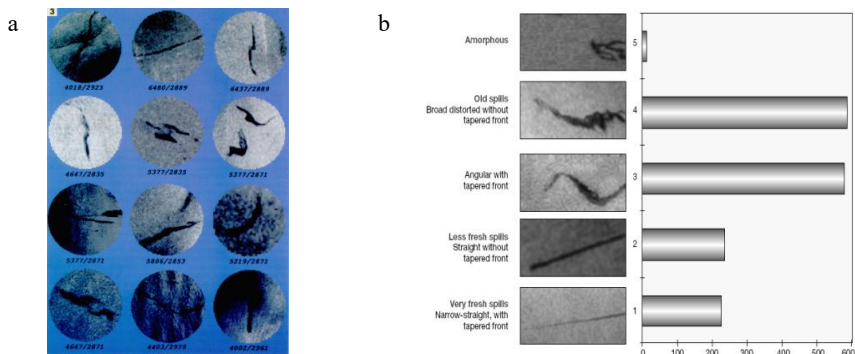 a
3
4018/2923 6480/2889 6437/2889
4647/2835 5377/2835 5377/2871
5377/2871 5806/2853 5219/2871
4647/2871 4403/2979 4002/2961
b
Amorphous
5
Old spills
Broad distorted without
tapered front
4
Angular with
tapered front
3
Less fresh spills
Straight without
tapered front
2
Very fresh spills
Narrow-straight, with
tapered front
1
0 100 200 300 400 500 600